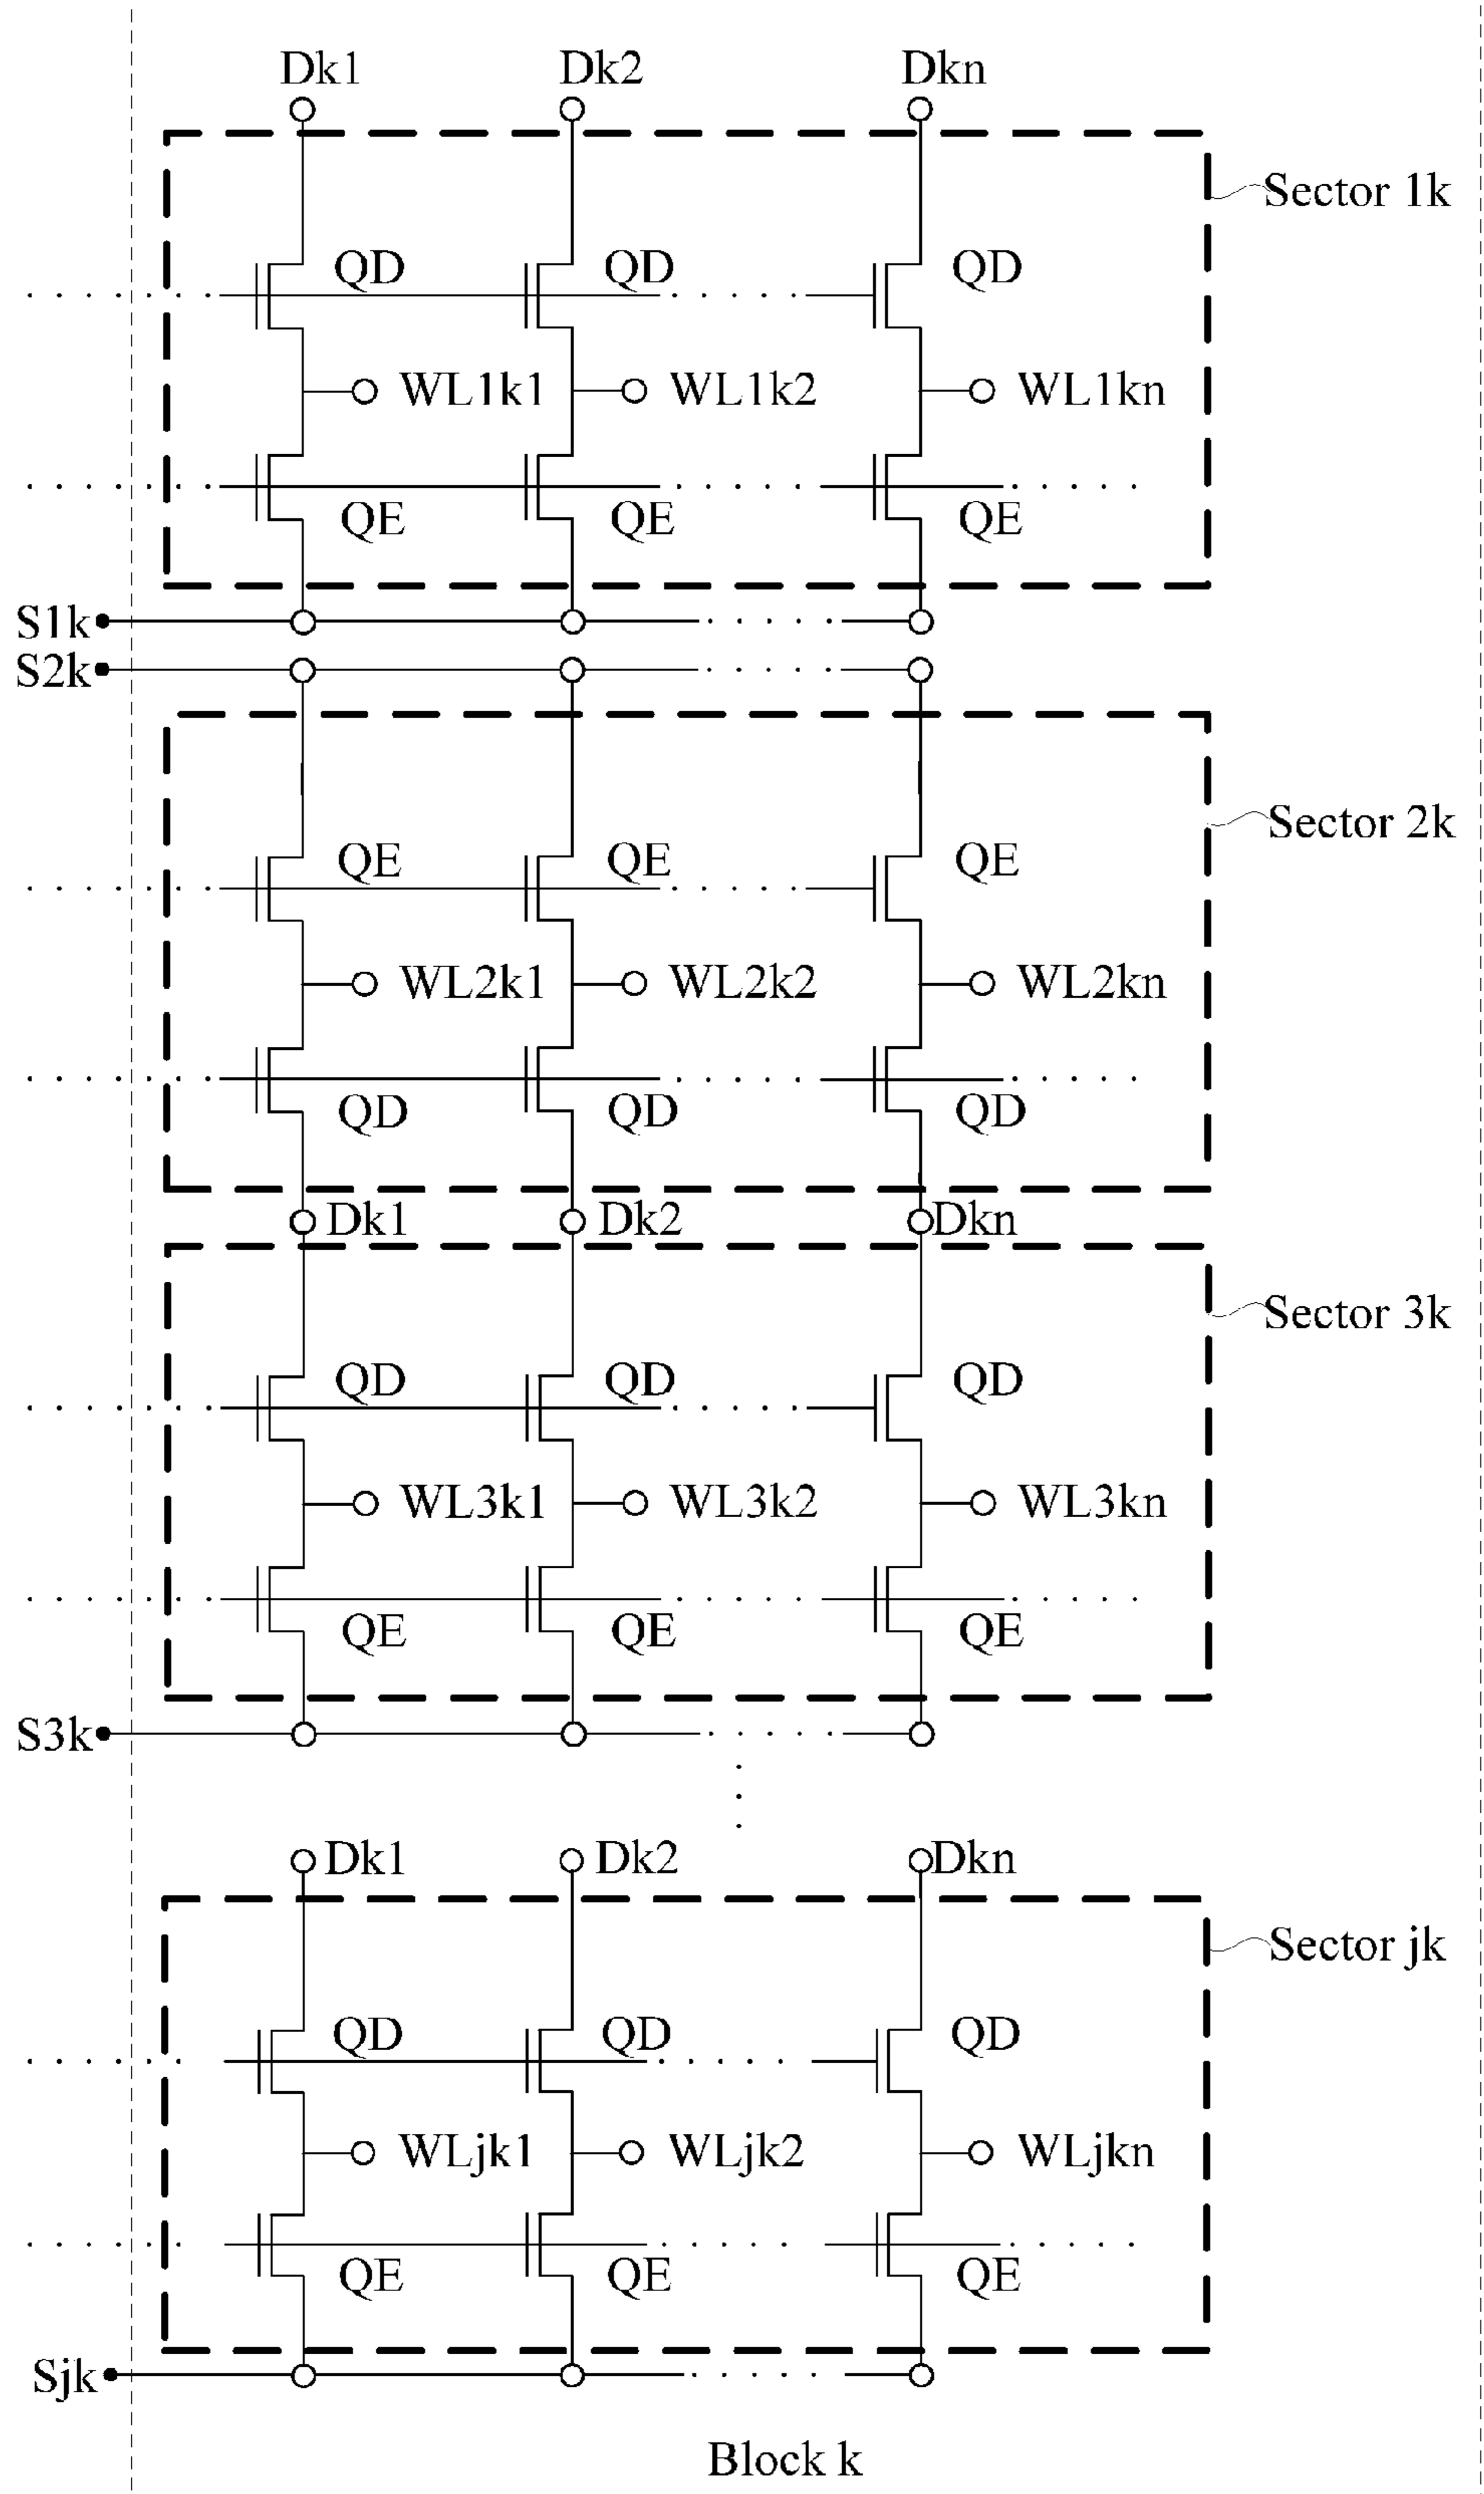 Dk1 Dk2 Dkn
Sector 1k
QD QD QD
WL1k1 WL1k2 WL1kn
QE QE QE
S1k
S2k
Sector 2k
QE QE QE
WL2k1 WL2k2 WL2kn
QD QD QD
Dk1 Dk2 Dkn
Sector 3k
QD QD QD
WL3k1 WL3k2 WL3kn
QE QE QE
S3k
Dk1 Dk2 Dkn
Sector jk
QD QD QD
WLjk1 WLjk2 WLjkn
QE QE QE
Sjk
Block k